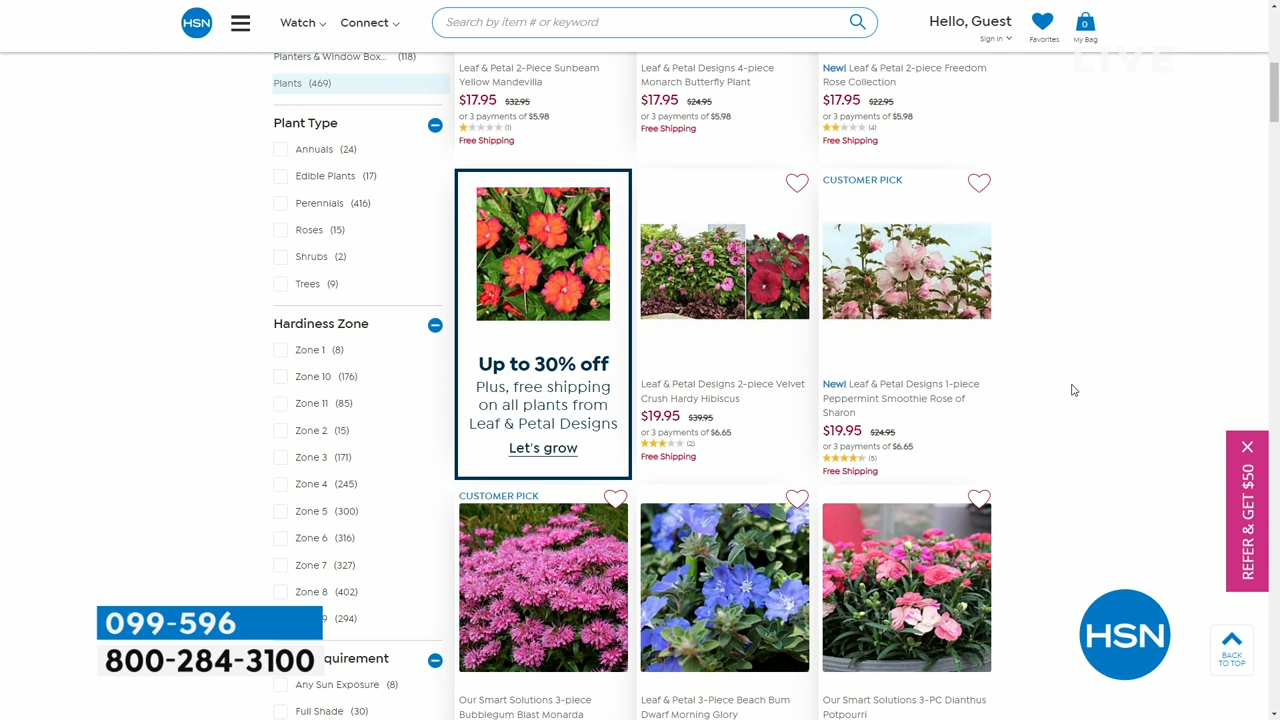 HSN
Watch
Connect
Search by item # or keyword
Hello, Guest
Sign In
Favorites
0
My Bag
LIVE
Planters & Window Box... (118)
Plants (469)
Plant Type
Annuals (24)
Edible Plants (17)
Perennials (416)
Roses (15)
Shrubs (2)
Trees (9)
Hardiness Zone
Zone 1 (8)
Zone 10 (176)
Zone 11 (85)
Zone 2 (15)
Zone 3 (171)
Zone 4 (245)
Zone 5 (300)
Zone 6 (316)
Zone 7 (327)
Zone 8 (402)
9 (294)
Any Sun Exposure (8)
Full Shade (30)
Leaf & Petal 2-Piece Sunbeam
Yellow Mandevilla
$17.95 $32.95
or 3 payments of $5.98
(1)
Free Shipping
Leaf & Petal Designs 4-piece
Monarch Butterfly Plant
$17.95 $24.95
or 3 payments of $5.98
Free Shipping
New! Leaf & Petal 2-piece Freedom
Rose Collection
$17.95 $22.95
or 3 payments of $5.98
(4)
Free Shipping
Up to 30% off
Plus, free shipping
on all plants from
Leaf & Petal Designs
Let's grow
Leaf & Petal Designs 2-piece Velvet
Crush Hardy Hibiscus
$19.95 $39.95
or 3 payments of $6.65
(2)
Free Shipping
CUSTOMER PICK
New! Leaf & Petal Designs 1-piece
Peppermint Smoothie Rose of
Sharon
$19.95 $24.95
or 3 payments of $6.65
(5)
Free Shipping
CUSTOMER PICK
Our Smart Solutions 3-piece
Bubblegum Blast Monarda
Leaf & Petal 3-Piece Beach Bum
Dwarf Morning Glory
Our Smart Solutions 3-PC Dianthus
Potpourri
REFER & GET $50
HSN
BACK
TO TOP
099-596
800-284-3100